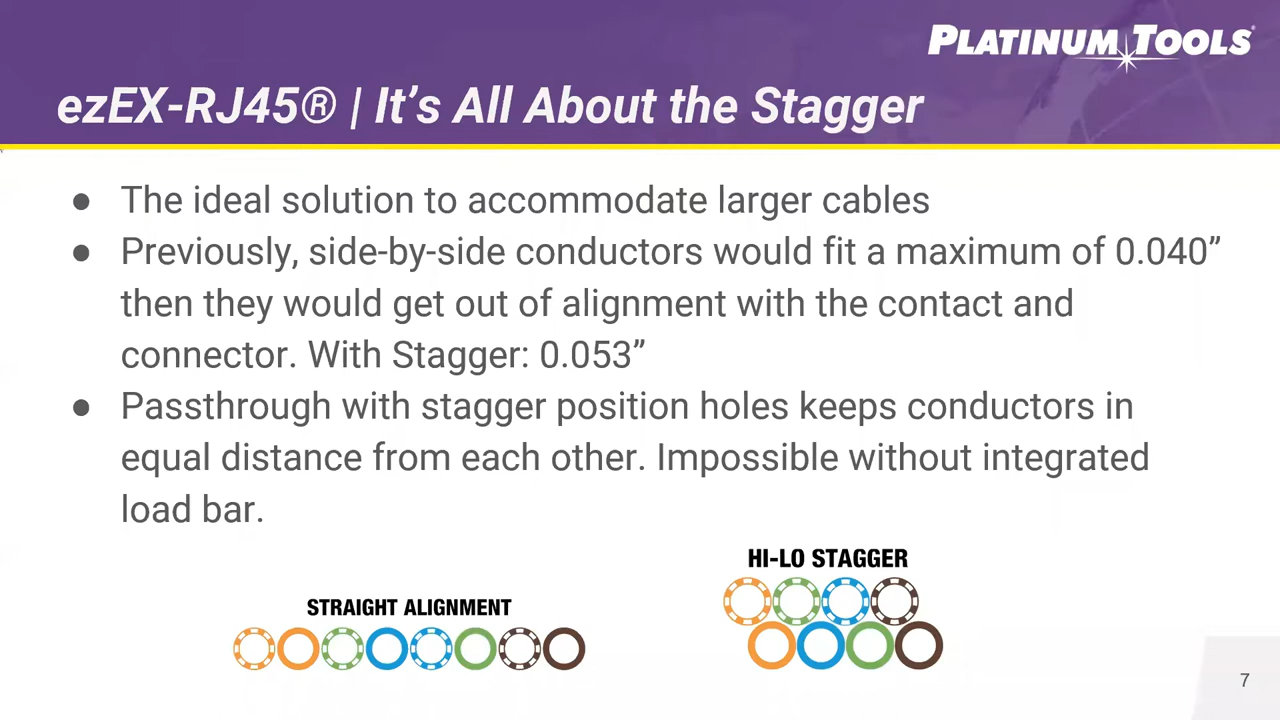 PLATINUM TOOLS®
ezEX-RJ45® | It’s All About the Stagger
● The ideal solution to accommodate larger cables
● Previously, side-by-side conductors would fit a maximum of 0.040”
then they would get out of alignment with the contact and
connector. With Stagger: 0.053”
● Passthrough with stagger position holes keeps conductors in
equal distance from each other. Impossible without integrated
load bar.
STRAIGHT ALIGNMENT
HI-LO STAGGER
7